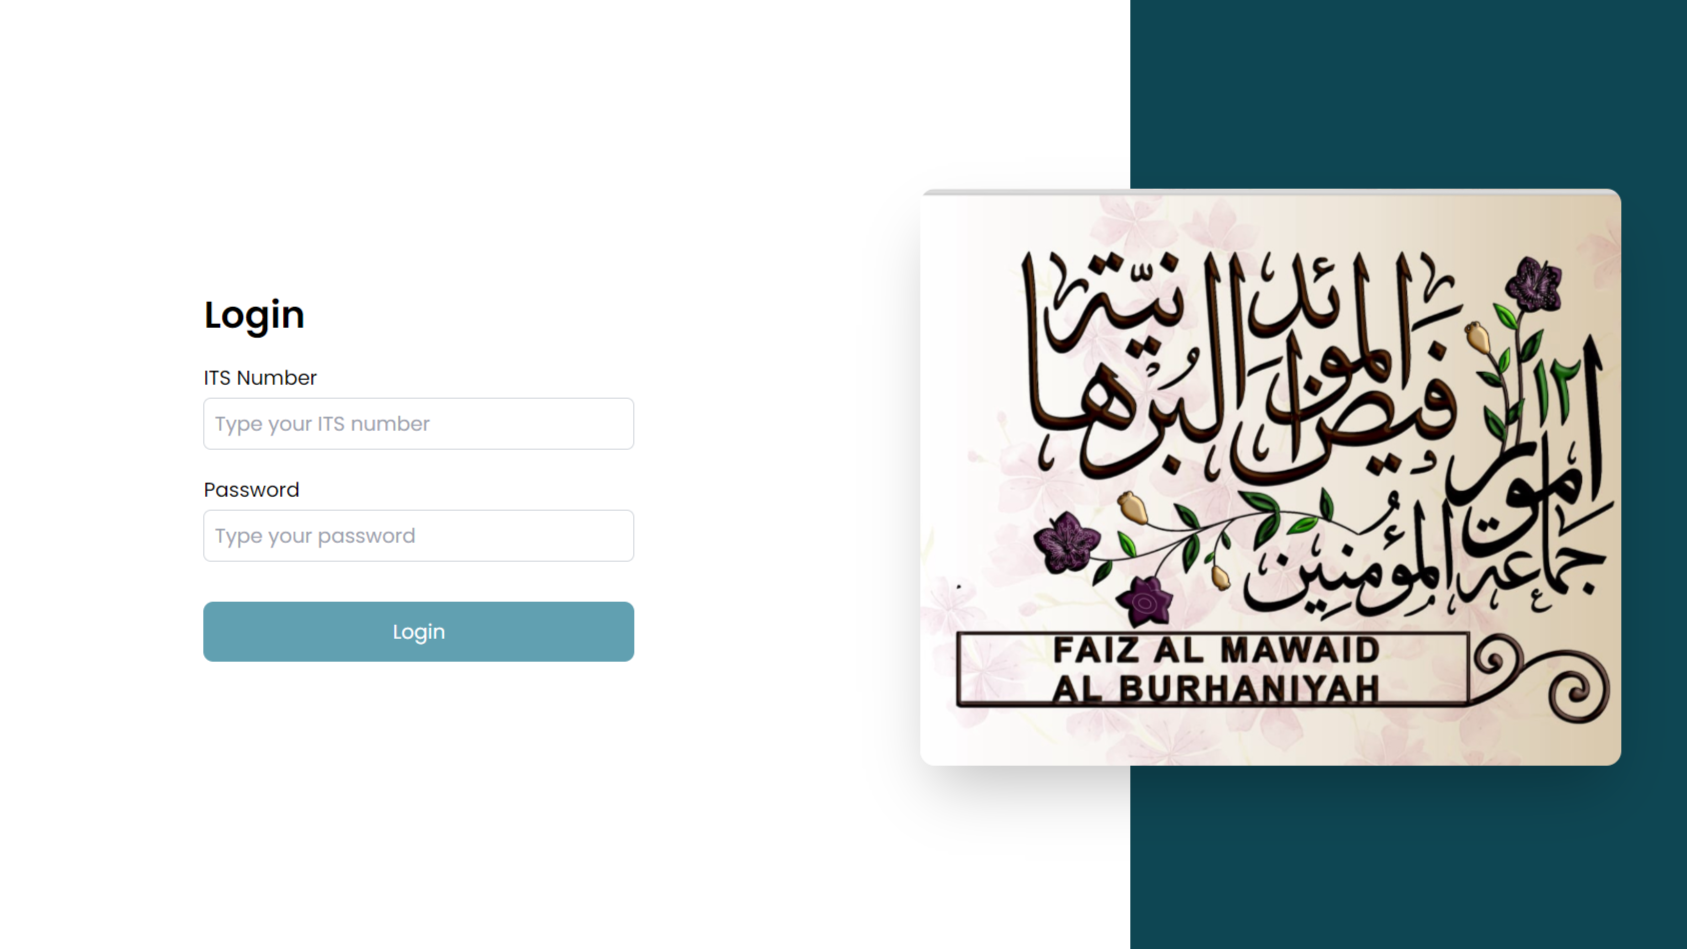 Login
ITS Number
Type your ITS number
Password
Type your password
Login
فيض الموائد البرهانيّة
١٢
امور
جماعة المؤمنين
FAIZ AL MAWAID
AL BURHANIYAH